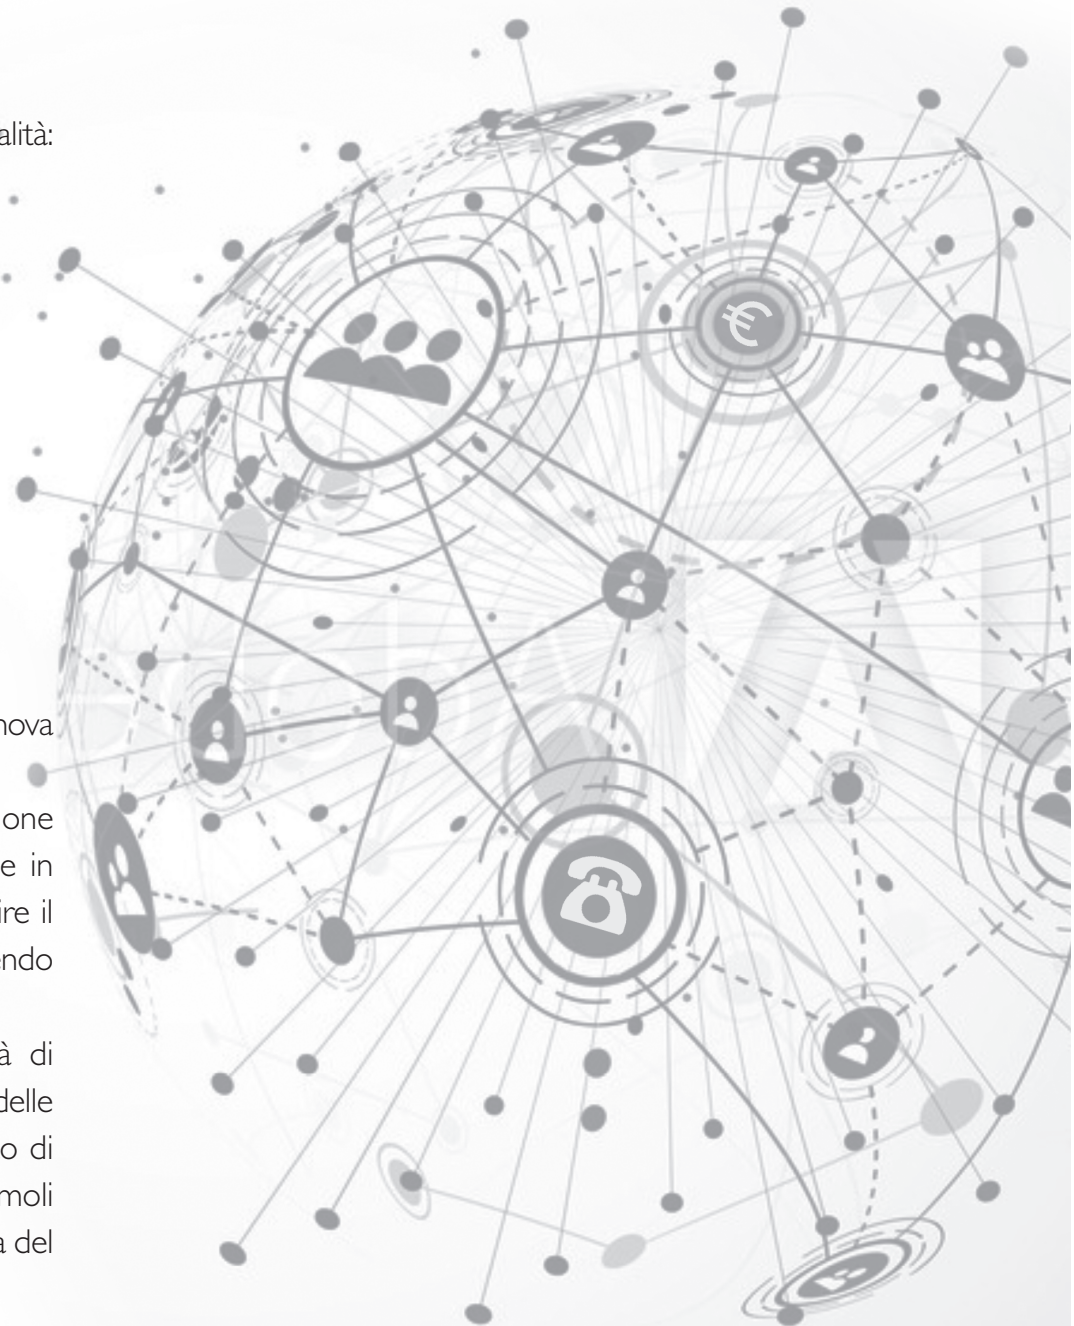 alità:
nova
one
e in
ire il
endo
à di
delle
o di
moli
a del
€